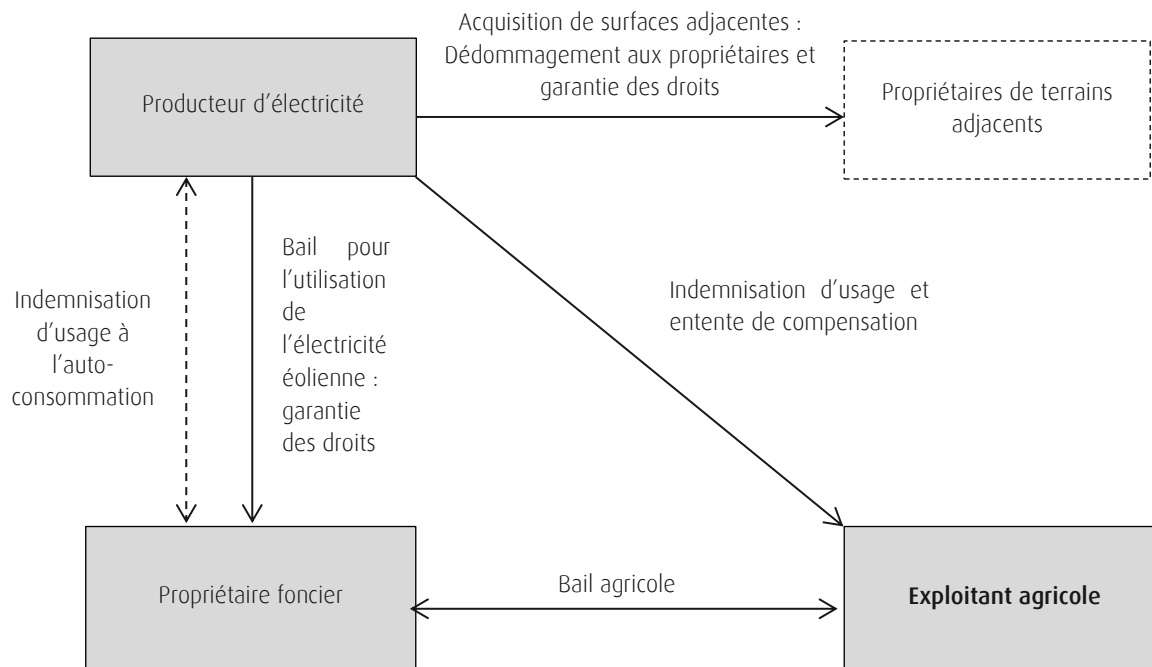 Acquisition de surfaces adjacentes :
Dédommagement aux propriétaires et
garantie des droits
Producteur d'électricité
Propriétaires de terrains
adjacents
Indemnisation
d'usage à
l'auto-
consommation
Bail pour
l'utilisation
de
l'électricité
éolienne :
garantie
des droits
Indemnisation d'usage et
entente de compensation
Propriétaire foncier
Bail agricole
Exploitant agricole